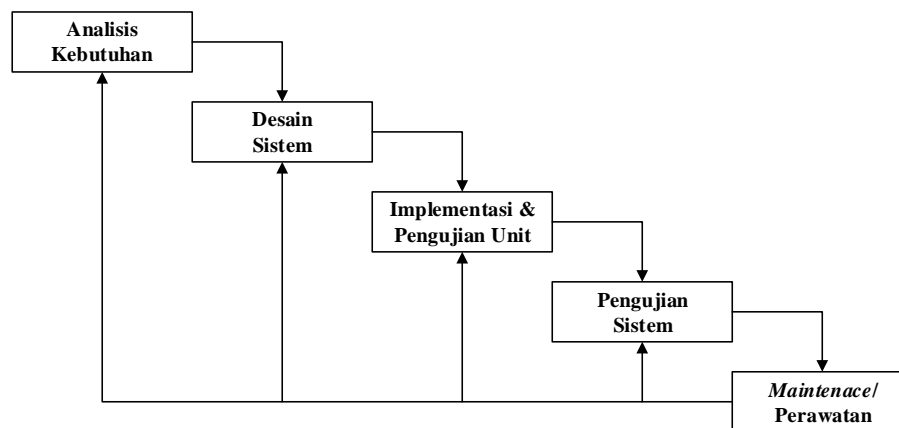 Analisis
Kebutuhan
Desain
Sistem
Implementasi &
Pengujian Unit
Pengujian
Sistem
Maintenace/
Perawatan